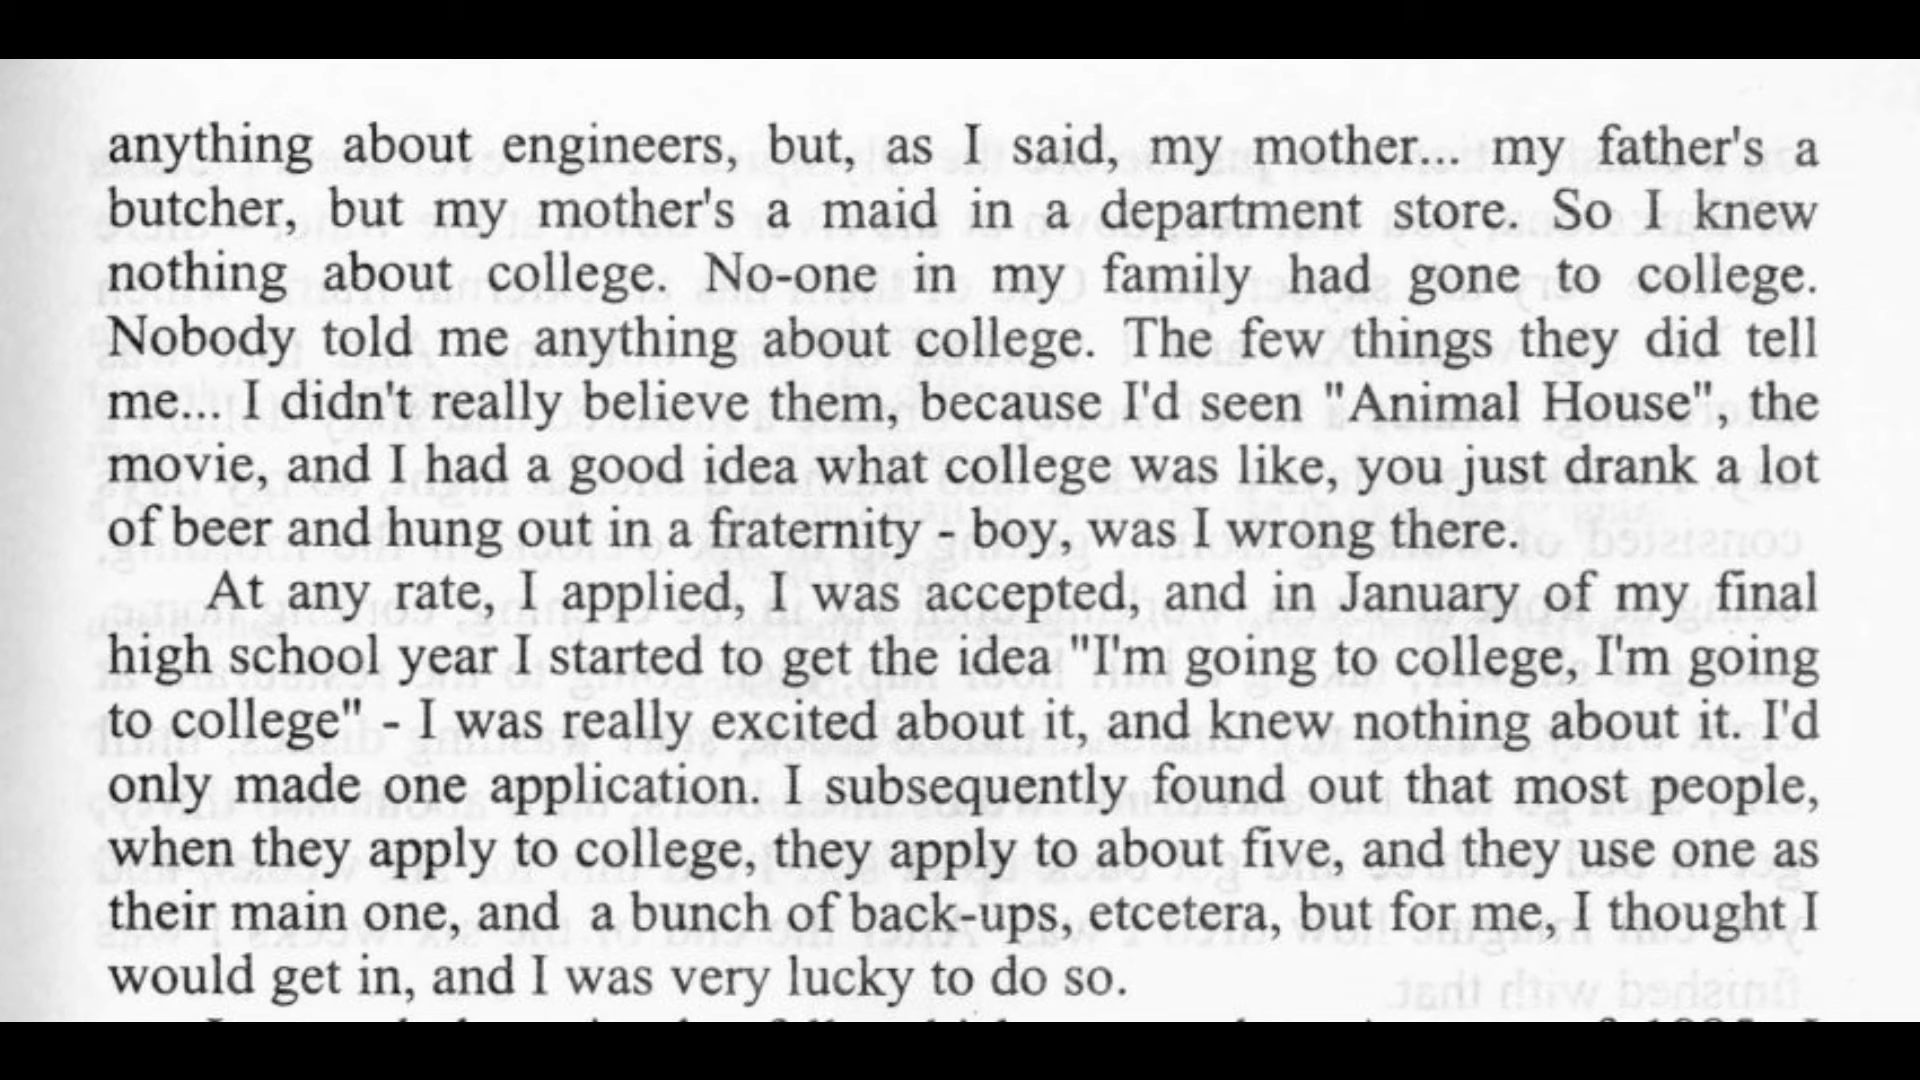 anything about engineers, but, as I said, my mother... my father's a
butcher, but my mother's a maid in a department store. So I knew
nothing about college. No-one in my family had gone to college.
Nobody told me anything about college. The few things they did tell
me... I didn't really believe them, because I'd seen "Animal House", the
movie, and I had a good idea what college was like, you just drank a lot
of beer and hung out in a fraternity - boy, was I wrong there.
At any rate, I applied, I was accepted, and in January of my final
high school year I started to get the idea "I'm going to college, I'm going
to college" - I was really excited about it, and knew nothing about it. I'd
only made one application. I subsequently found out that most people,
when they apply to college, they apply to about five, and they use one as
their main one, and a bunch of back-ups, etcetera, but for me, I thought I
would get in, and I was very lucky to do so.